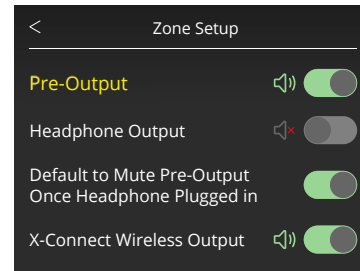 < Zone Setup
Pre-Output
Headphone Output
Default to Mute Pre-Output
Once Headphone Plugged in
X-Connect Wireless Output